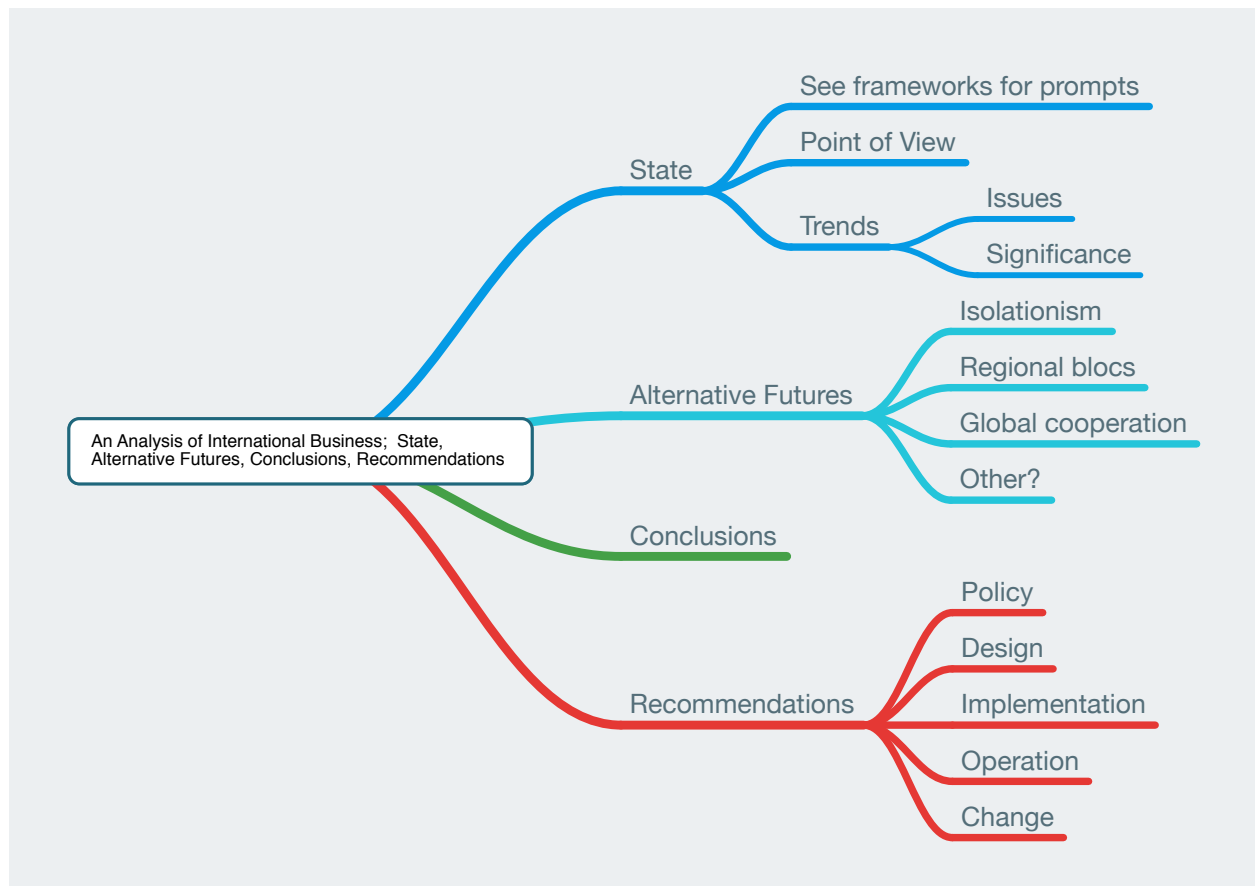 An Analysis of International Business;  State,
Alternative Futures, Conclusions, Recommendations
State
See frameworks for prompts
Point of View
Trends
Issues
Significance
Alternative Futures
Isolationism
Regional blocs
Global cooperation
Other?
Conclusions
Recommendations
Policy
Design
Implementation
Operation
Change